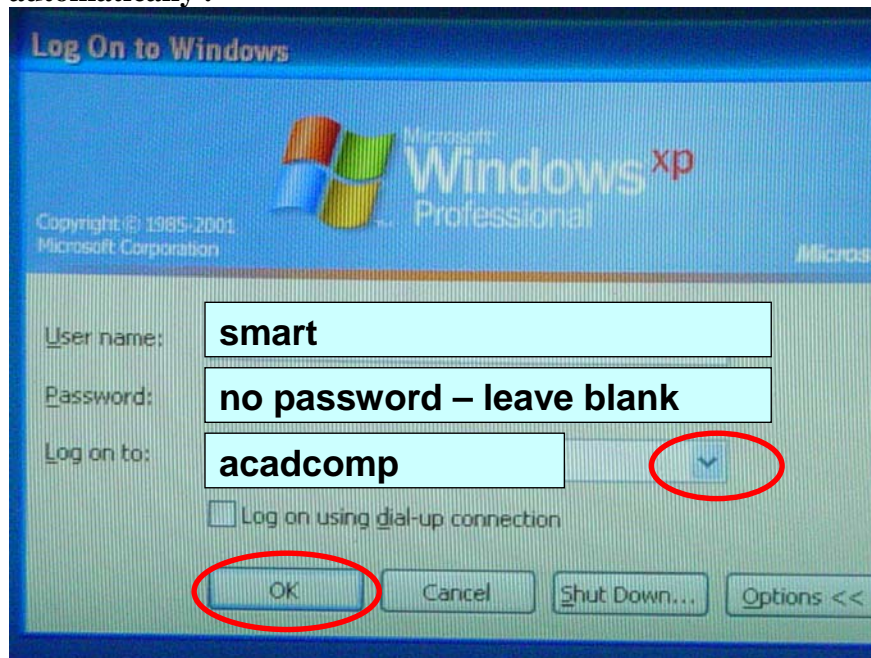 automatically .
Log On to Windows
Microsoft
Windows xp
Professional
Copyright © 1985-2001
Microsoft Corporation
Micros
User name: smart
Password: no password – leave blank
Log on to: acadcomp
Log on using dial-up connection
OK Cancel Shut Down... Options <<